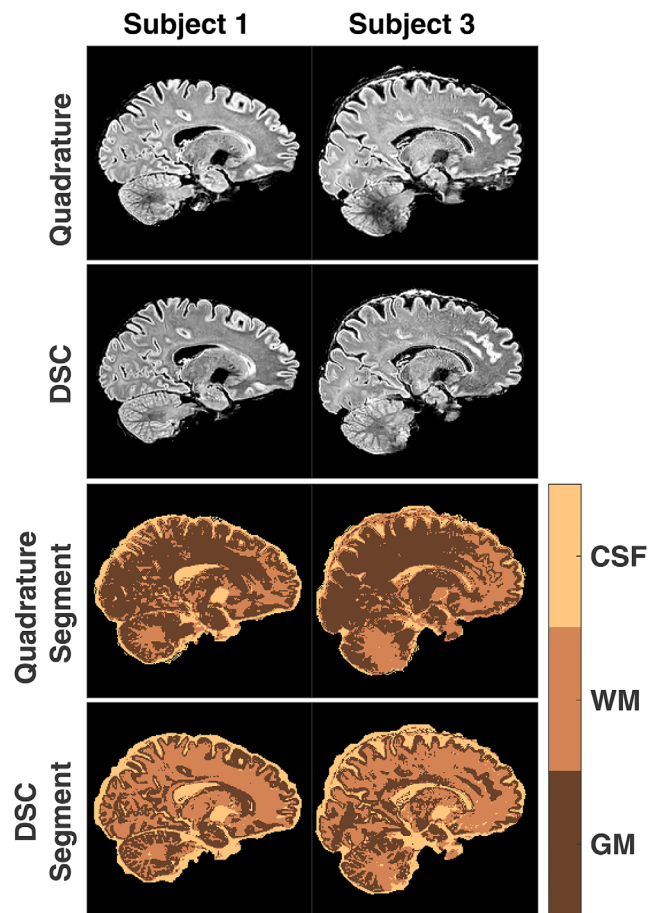 Subject 1
Subject 3
Quadrature
DSC
Quadrature
Segment
DSC
Segment
CSF
WM
GM